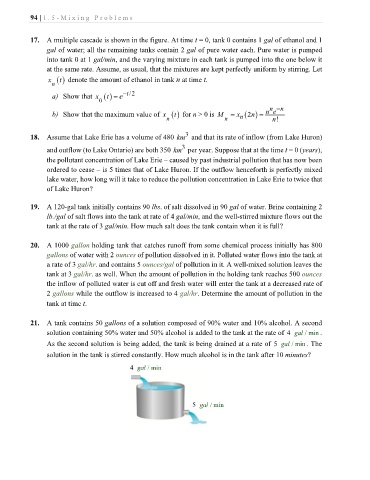 94 | 1.5-Mixing Problems
17. A multiple cascade is shown in the figure. At time t = 0, tank 0 contains 1 gal of ethanol and 1
gal of water; all the remaining tanks contain 2 gal of pure water each. Pure water is pumped
into tank 0 at 1 gal/min, and the varying mixture in each tank is pumped into the one below it
at the same rate. Assume, as usual, that the mixtures are kept perfectly uniform by stirring. Let
x_n(t) denote the amount of ethanol in tank n at time t.
a) Show that x_0(t) = e^{-t/2}
b) Show that the maximum value of x_n(t) for n > 0 is M_n = x_n(2n) = n^n e^{-n} / n!
18. Assume that Lake Erie has a volume of 480 km^3 and that its rate of inflow (from Lake Huron)
and outflow (to Lake Ontario) are both 350 km^3 per year. Suppose that at the time t = 0 (years),
the pollutant concentration of Lake Erie – caused by past industrial pollution that has now been
ordered to cease – is 5 times that of Lake Huron. If the outflow henceforth is perfectly mixed
lake water, how long will it take to reduce the pollution concentration in Lake Erie to twice that
of Lake Huron?
19. A 120-gal tank initially contains 90 lbs. of salt dissolved in 90 gal of water. Brine containing 2
lb./gal of salt flows into the tank at rate of 4 gal/min, and the well-stirred mixture flows out the
tank at the rate of 3 gal/min. How much salt does the tank contain when it is full?
20. A 1000 gallon holding tank that catches runoff from some chemical process initially has 800
gallons of water with 2 ounces of pollution dissolved in it. Polluted water flows into the tank at
a rate of 3 gal/hr. and contains 5 ounces/gal of pollution in it. A well-mixed solution leaves the
tank at 3 gal/hr. as well. When the amount of pollution in the holding tank reaches 500 ounces
the inflow of polluted water is cut off and fresh water will enter the tank at a decreased rate of
2 gallons while the outflow is increased to 4 gal/hr. Determine the amount of pollution in the
tank at time t.
21. A tank contains 50 gallons of a solution composed of 90% water and 10% alcohol. A second
solution containing 50% water and 50% alcohol is added to the tank at the rate of 4 gal / min.
As the second solution is being added, the tank is being drained at a rate of 5 gal / min. The
solution in the tank is stirred constantly. How much alcohol is in the tank after 10 minutes?
4 gal / min
5 gal / min